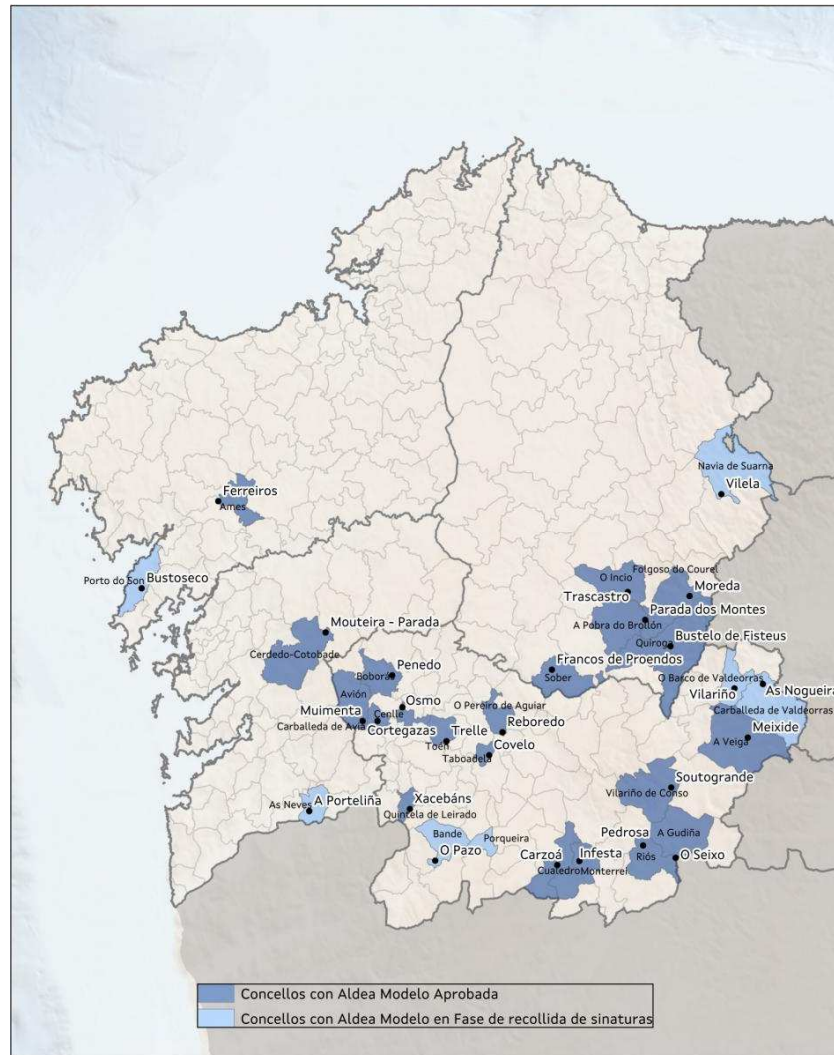 Navia de Suarna
Vilela
Ferreiros
Ames
Porto do Son
Bustoseco
O Incio
Folgoso do Courel
Trascastro
Moreda
Parada dos Montes
A Pobra do Brollón
Mouteira - Parada
Quiroga
Bustelo de Fisteus
Cerdedo-Cotobade
Penedo
Boborás
Francos de Proendos
Sober
O Barco de Valdeorras
Vilariño
As Nogueira
Avión
Osmo
O Pereiro de Aguiar
Carballeda de Valdeorras
Muimenta
Cenlle
Carballeda de Avia
Cortegazas
Trelle
Reboredo
Meixide
A Veiga
Toén
Covelo
Taboadela
Soutogrande
Vilariño de Conso
As Neves
A Porteliña
Xacebáns
Quintela de Leirado
Bande
Porqueira
O Pazo
A Gudiña
Pedrosa
Carzoá
Infesta
Riós
O Seixo
Cualedro
Monterrei
Concellos con Aldea Modelo Aprobada
Concellos con Aldea Modelo en Fase de recollida de sinaturas